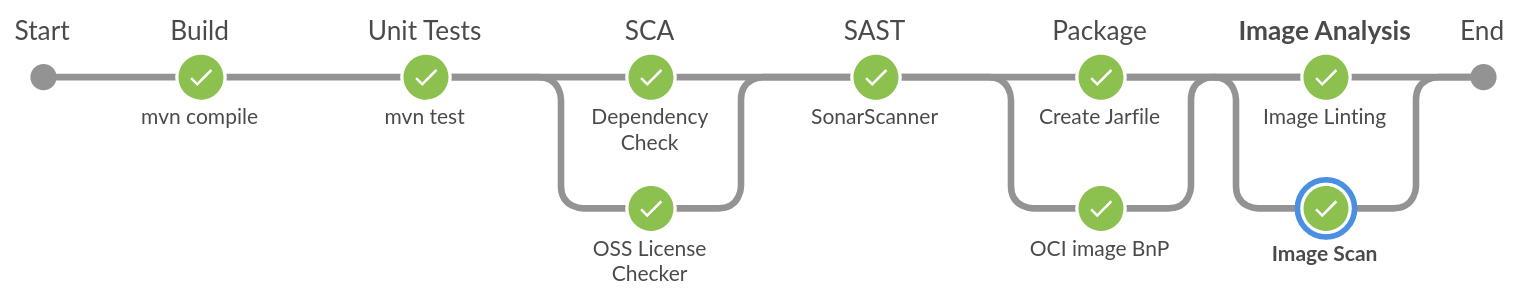 Start
Build
Unit Tests
SCA
SAST
Package
Image Analysis
End
mvn compile
mvn test
Dependency
Check
SonarScanner
Create Jarfile
Image Linting
OSS License
Checker
OCI image BnP
Image Scan